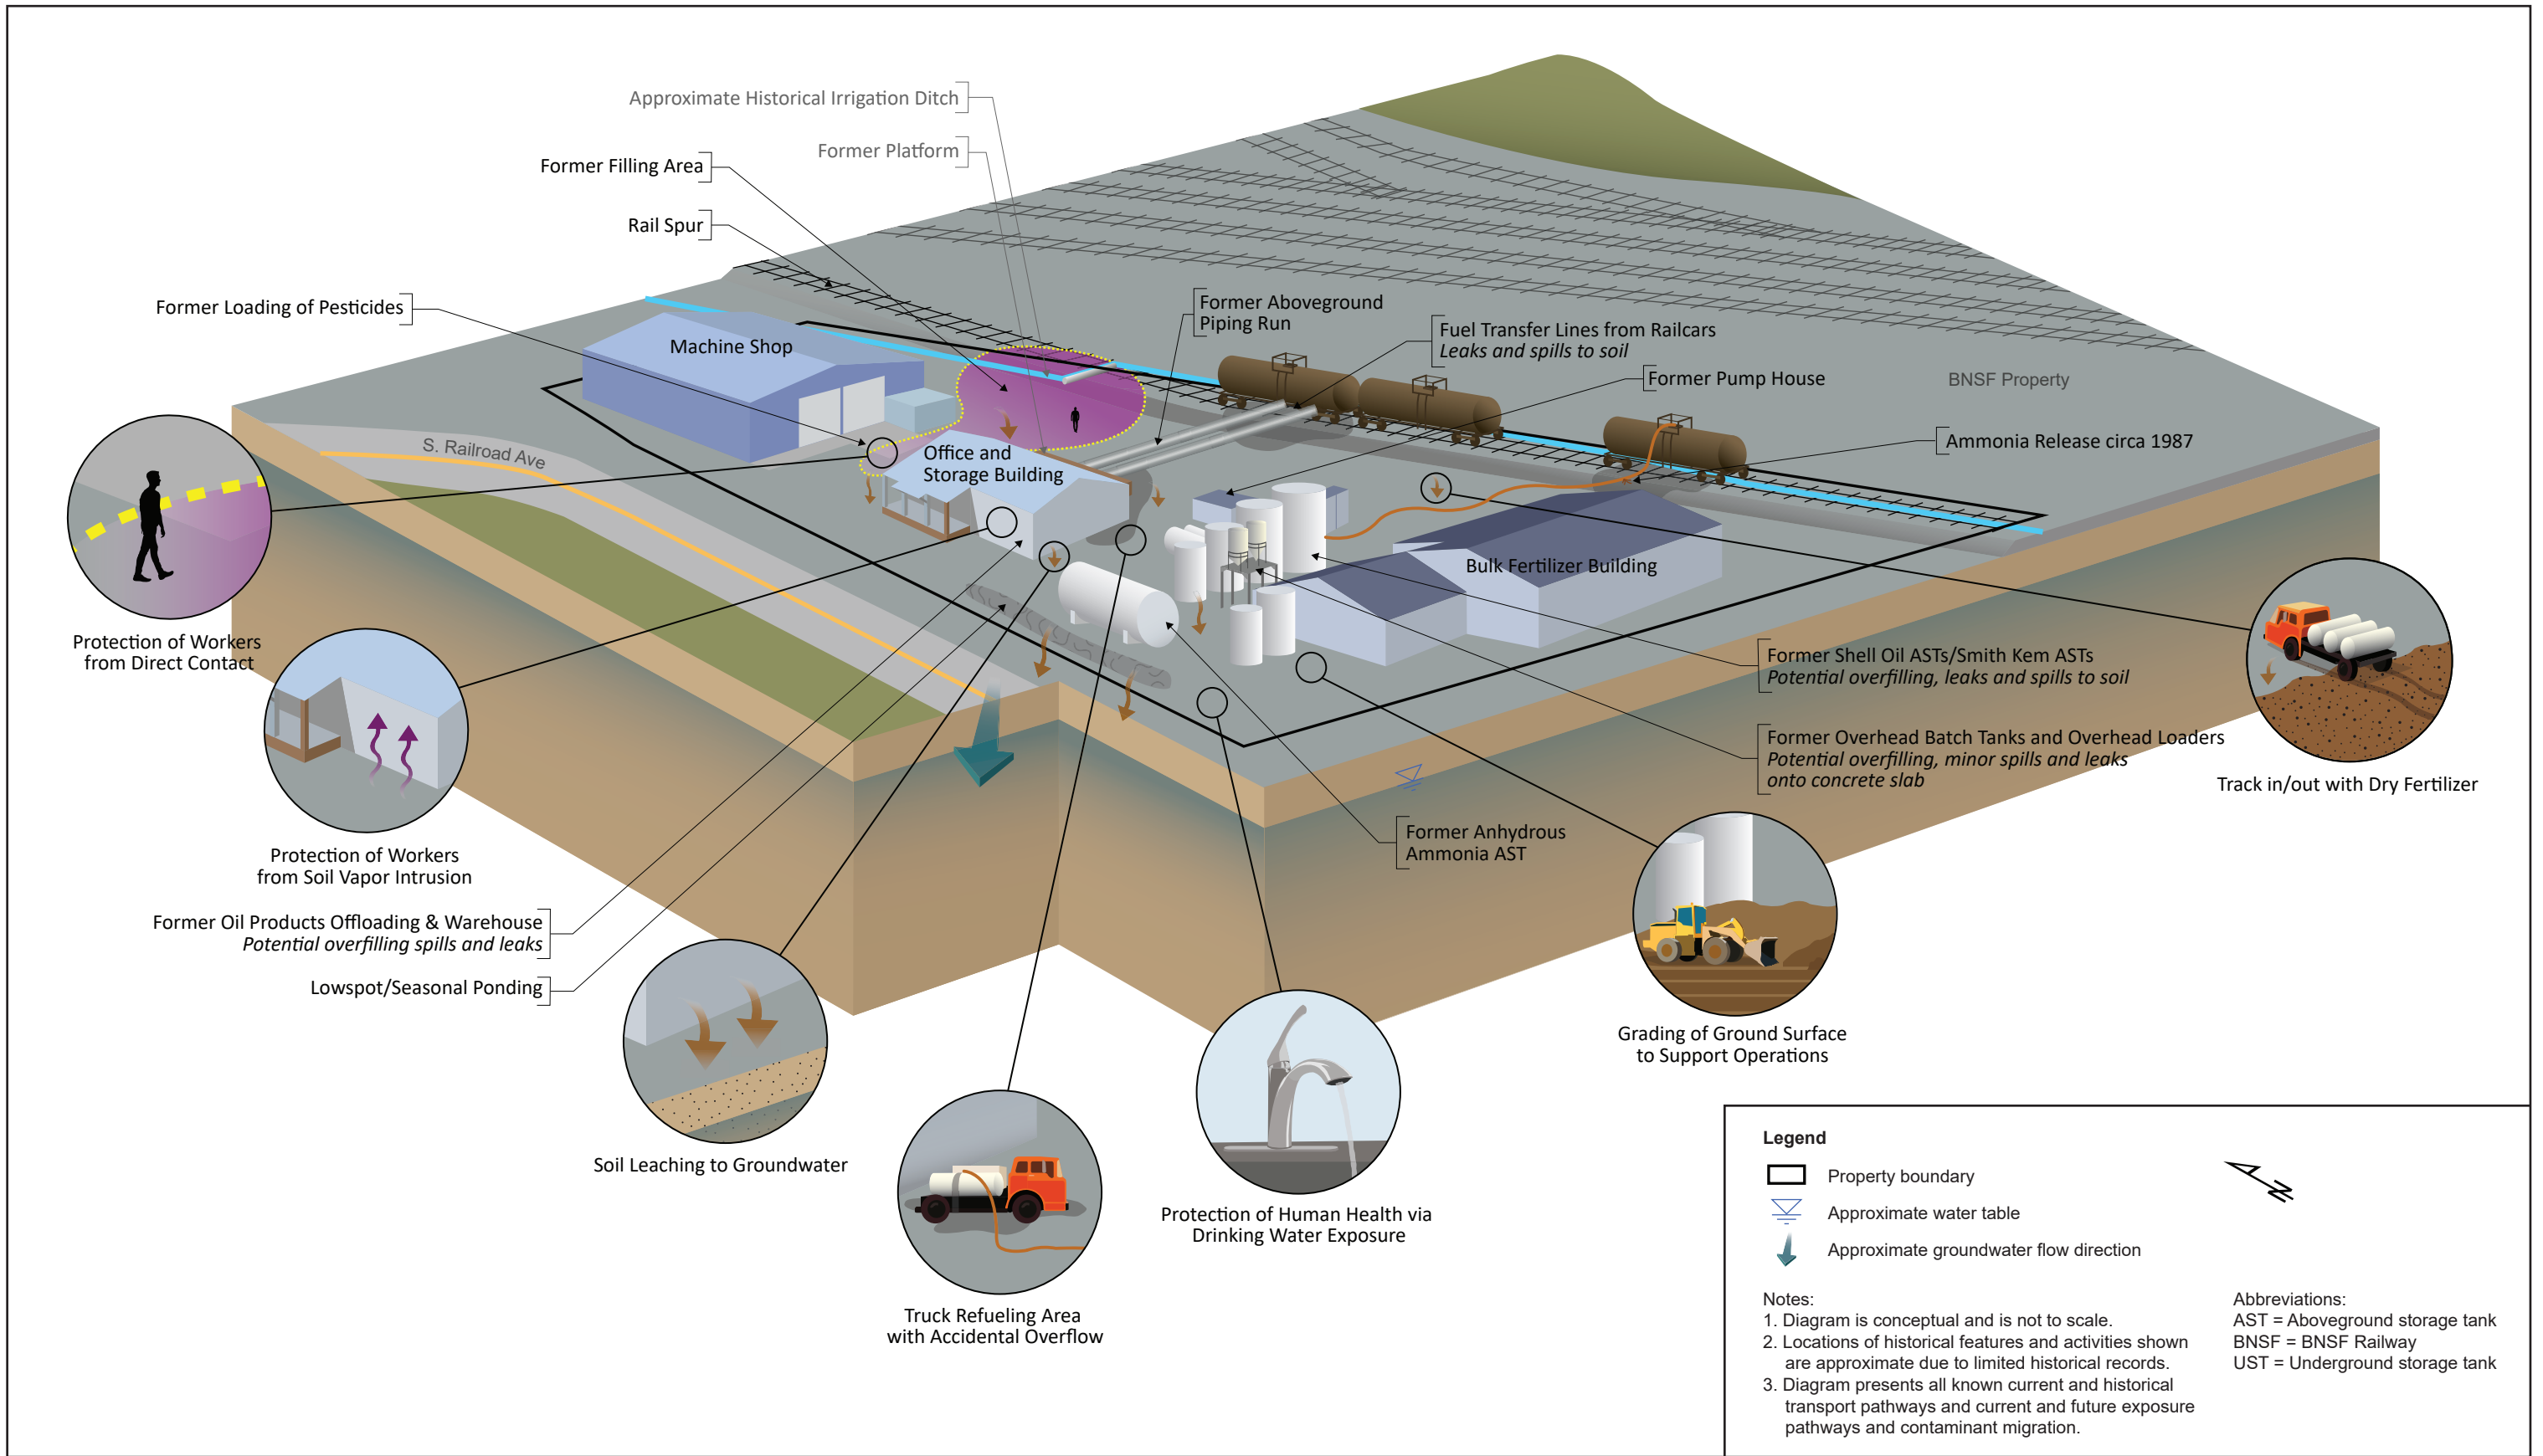 Approximate Historical Irrigation Ditch
Former Platform
Former Filling Area
Rail Spur
Former Loading of Pesticides
Machine Shop
Former Aboveground
Piping Run
Fuel Transfer Lines from Railcars
Leaks and spills to soil
Former Pump House
BNSF Property
Ammonia Release circa 1987
S. Railroad Ave
Office and
Storage Building
Bulk Fertilizer Building
Protection of Workers
from Direct Contact
Former Shell Oil ASTs/Smith Kem ASTs
Potential overfilling, leaks and spills to soil
Former Overhead Batch Tanks and Overhead Loaders
Potential overfilling, minor spills and leaks
onto concrete slab
Track in/out with Dry Fertilizer
Former Anhydrous
Ammonia AST
Protection of Workers
from Soil Vapor Intrusion
Former Oil Products Offloading & Warehouse
Potential overfilling spills and leaks
Lowspot/Seasonal Ponding
Grading of Ground Surface
to Support Operations
Soil Leaching to Groundwater
Protection of Human Health via
Drinking Water Exposure
Truck Refueling Area
with Accidental Overflow
Legend
Property boundary
Approximate water table
Approximate groundwater flow direction
N
Notes:
1. Diagram is conceptual and is not to scale.
2. Locations of historical features and activities shown
are approximate due to limited historical records.
3. Diagram presents all known current and historical
transport pathways and current and future exposure
pathways and contaminant migration.
Abbreviations:
AST = Aboveground storage tank
BNSF = BNSF Railway
UST = Underground storage tank